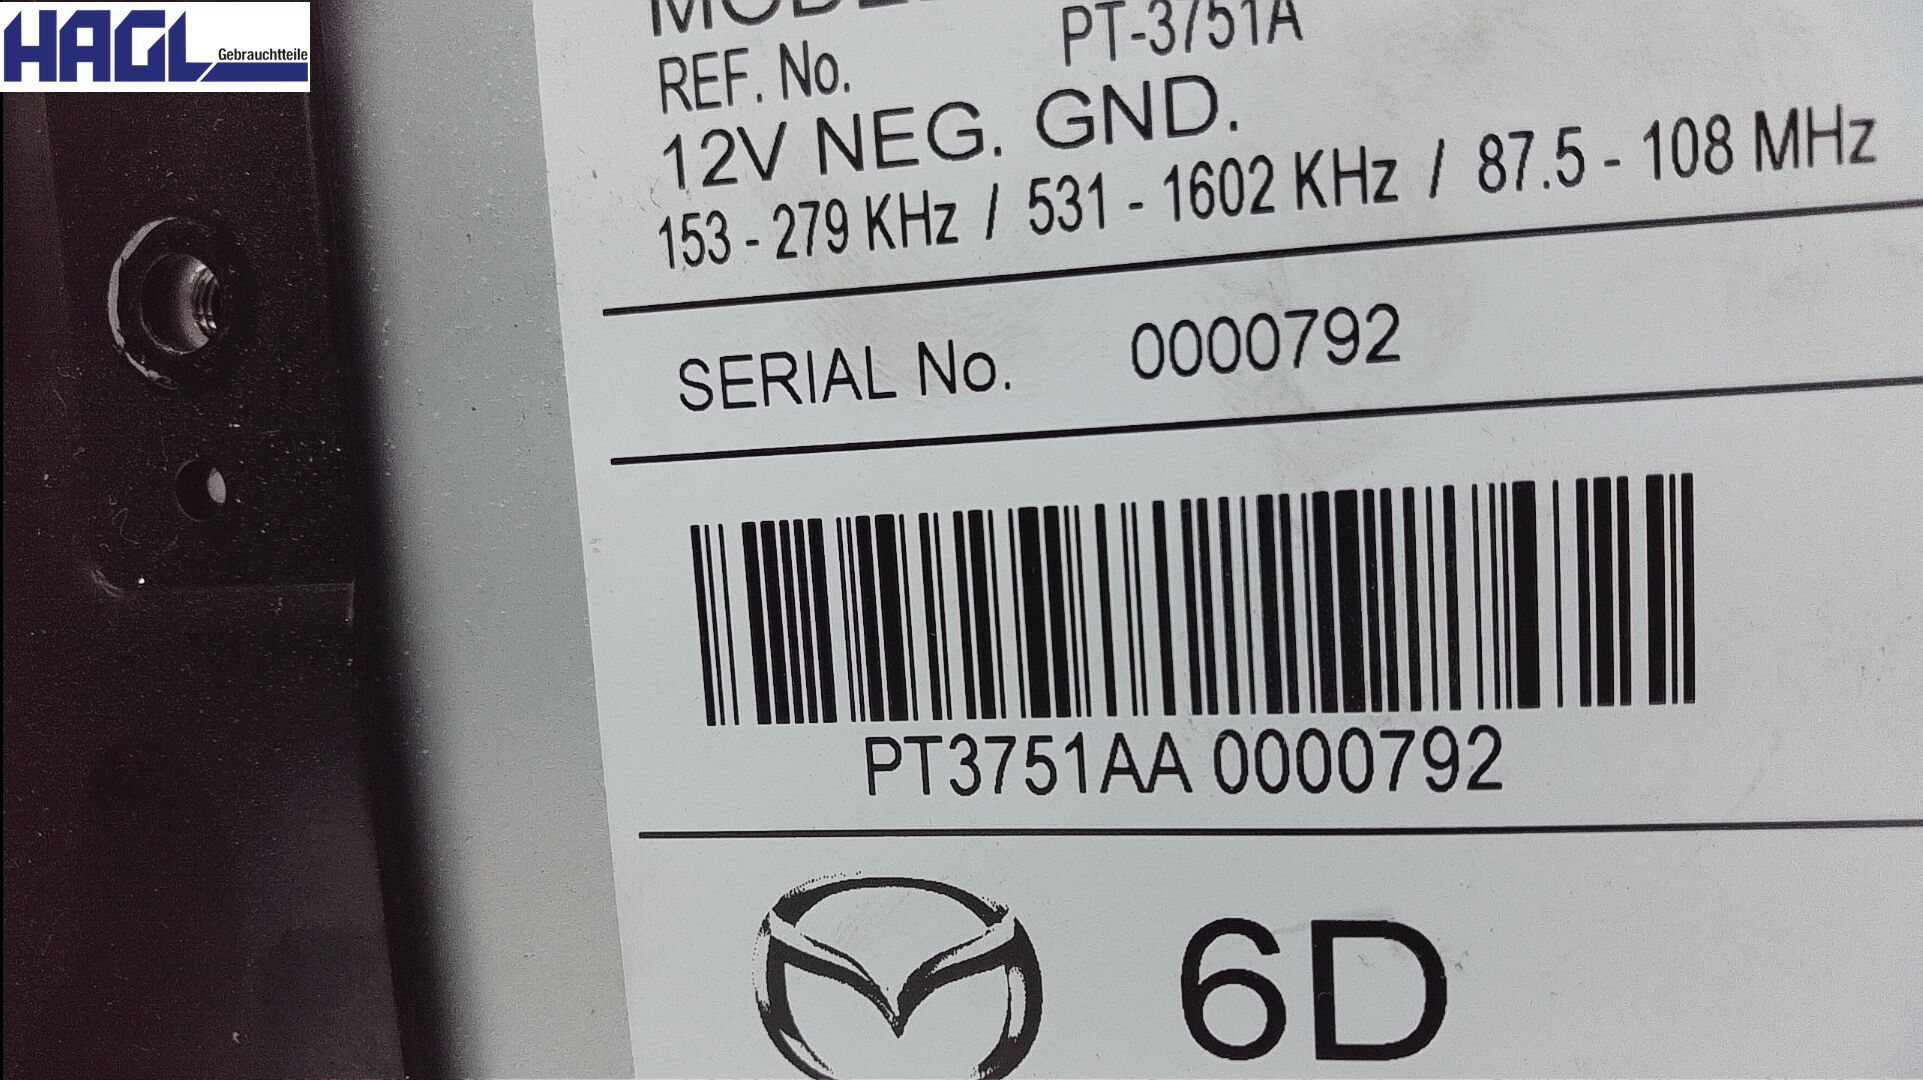 HAGL
Gebrauchtteile
MODEL
REF. No. PT-3751A
12V NEG. GND.
153 - 279 KHz / 531 - 1602 KHz / 87.5 - 108 MHz
SERIAL No. 0000792
PT3751AA 0000792
6D